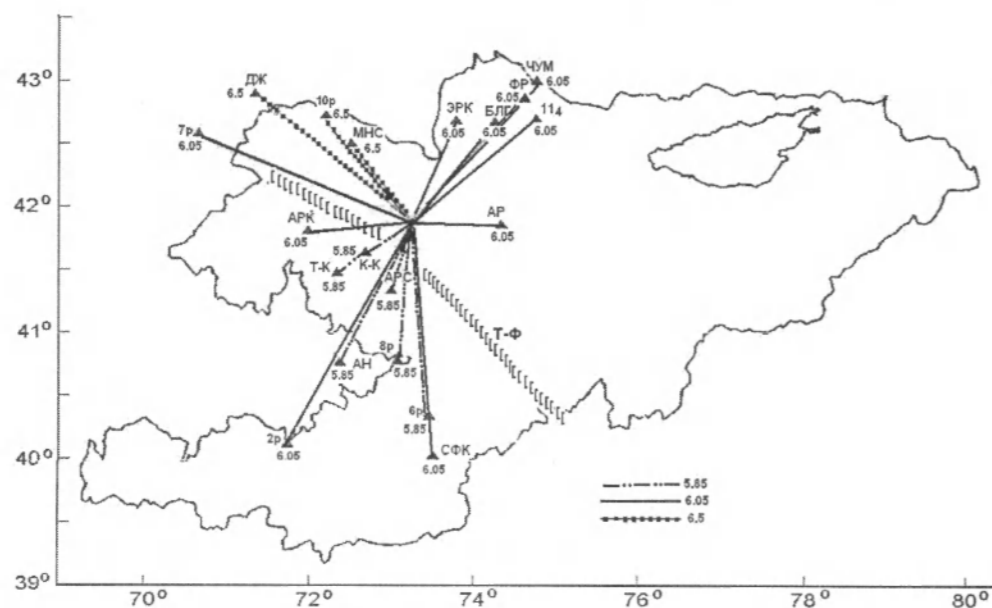 43°
42°
41°
40°
39°
70°
72°
74°
76°
78°
80°
ДЖ
6.5
10р
6.5
МНС
6.5
7р
6.05
ЭРК
6.05
ЧУМ
6.05
ФР
6.05
БЛГ
6.05
11₄
6.05
АР
6.05
АРК
6.05
К-К
5.85
Т-К
5.85
АРС
5.85
Т-Ф
8р
5.85
АН
5.85
6р
5.85
2р
6.05
СФК
6.05
5.85
6.05
6.5